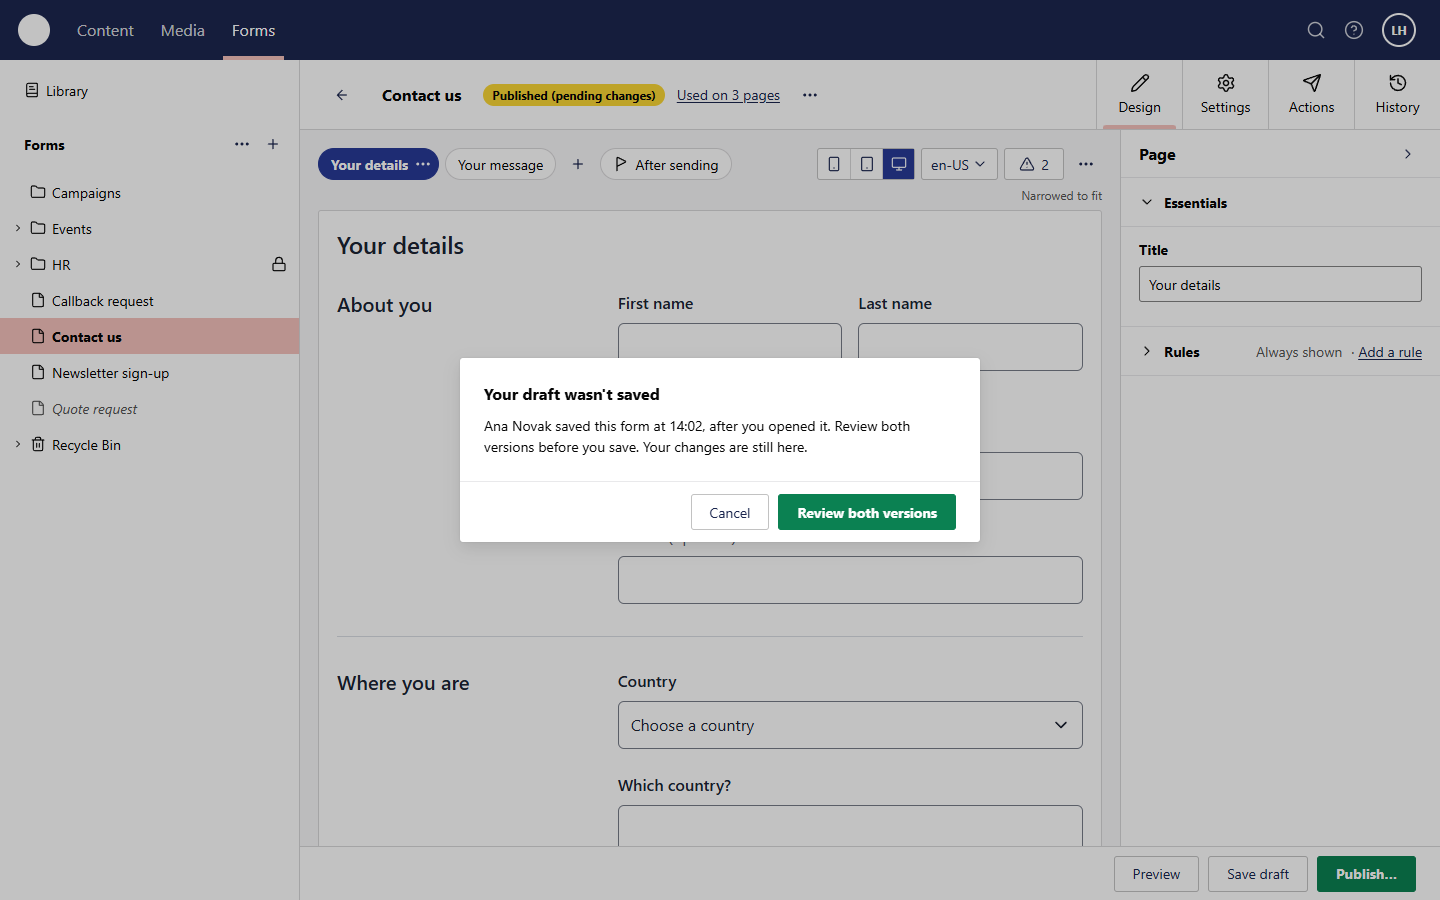 Content
Media
Forms
LH
Library
Forms
Campaigns
Events
HR
Callback request
Contact us
Newsletter sign-up
Quote request
Recycle Bin
Contact us
Published (pending changes)
Used on 3 pages
Design
Settings
Actions
History
Your details
Your message
After sending
en-US
2
Narrowed to fit
Your details
About you
First name
Last name
Your draft wasn't saved
Ana Novak saved this form at 14:02, after you opened it. Review both
versions before you save. Your changes are still here.
Cancel
Review both versions
Where you are
Country
Choose a country
Which country?
Page
Essentials
Title
Your details
Rules
Always shown · Add a rule
Preview
Save draft
Publish...